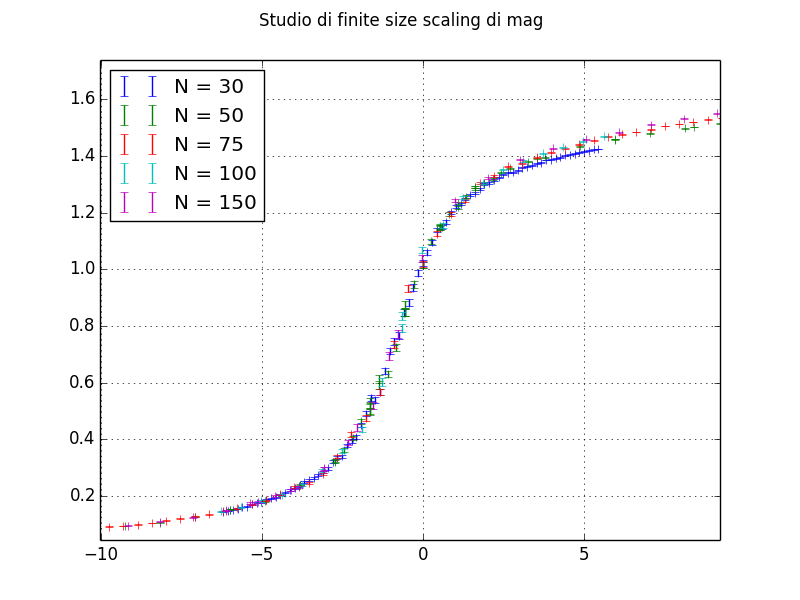 Studio di finite size scaling di mag
N = 30
N = 50
N = 75
N = 100
N = 150
1.6
1.4
1.2
1.0
0.8
0.6
0.4
0.2
−10
−5
0
5